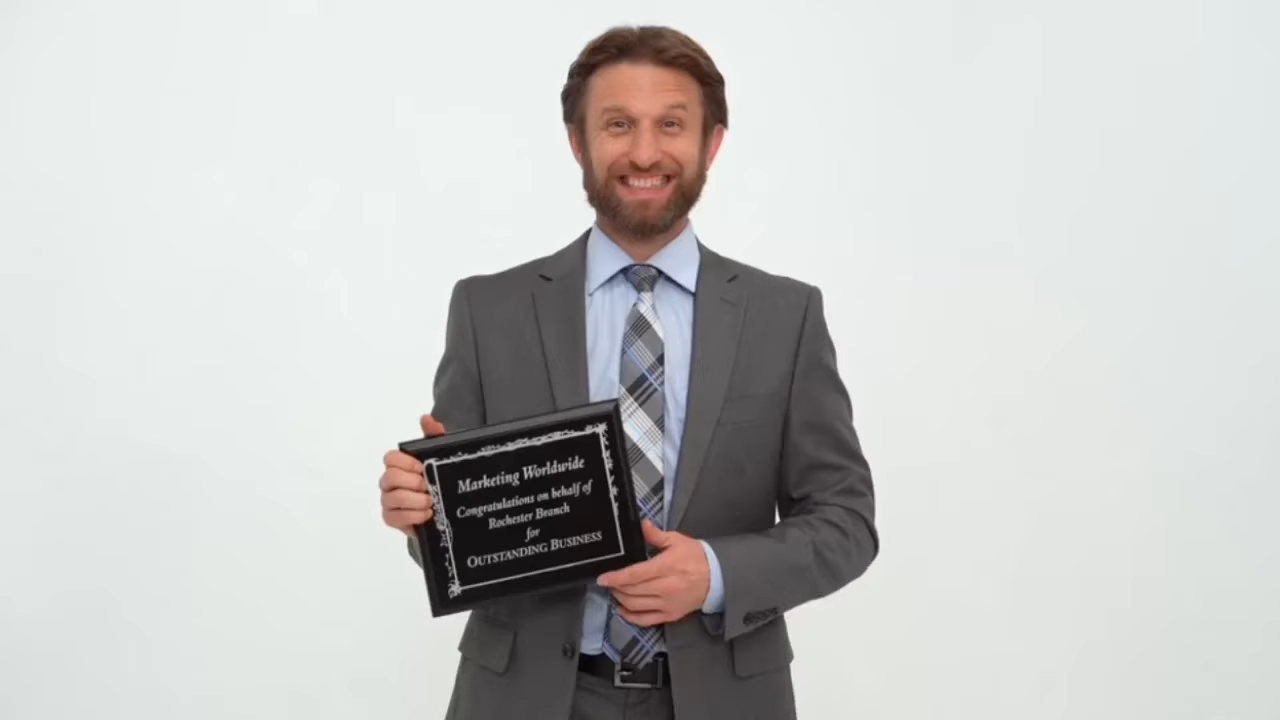 Marketing Worldwide
Congratulations on behalf of
Rochester Branch
for
OUTSTANDING BUSINESS